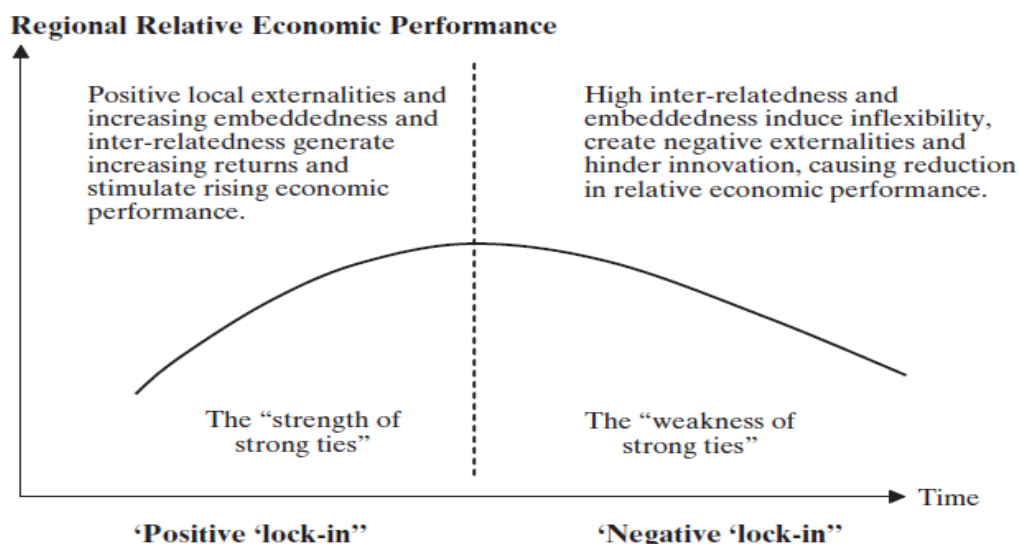 Regional Relative Economic Performance
Positive local externalities and
increasing embeddedness and
inter-relatedness generate
increasing returns and
stimulate rising economic
performance.
High inter-relatedness and
embeddedness induce inflexibility,
create negative externalities and
hinder innovation, causing reduction
in relative economic performance.
The “strength of
strong ties”
The “weakness of
strong ties”
Time
‘Positive ‘lock-in”
‘Negative ‘lock-in”